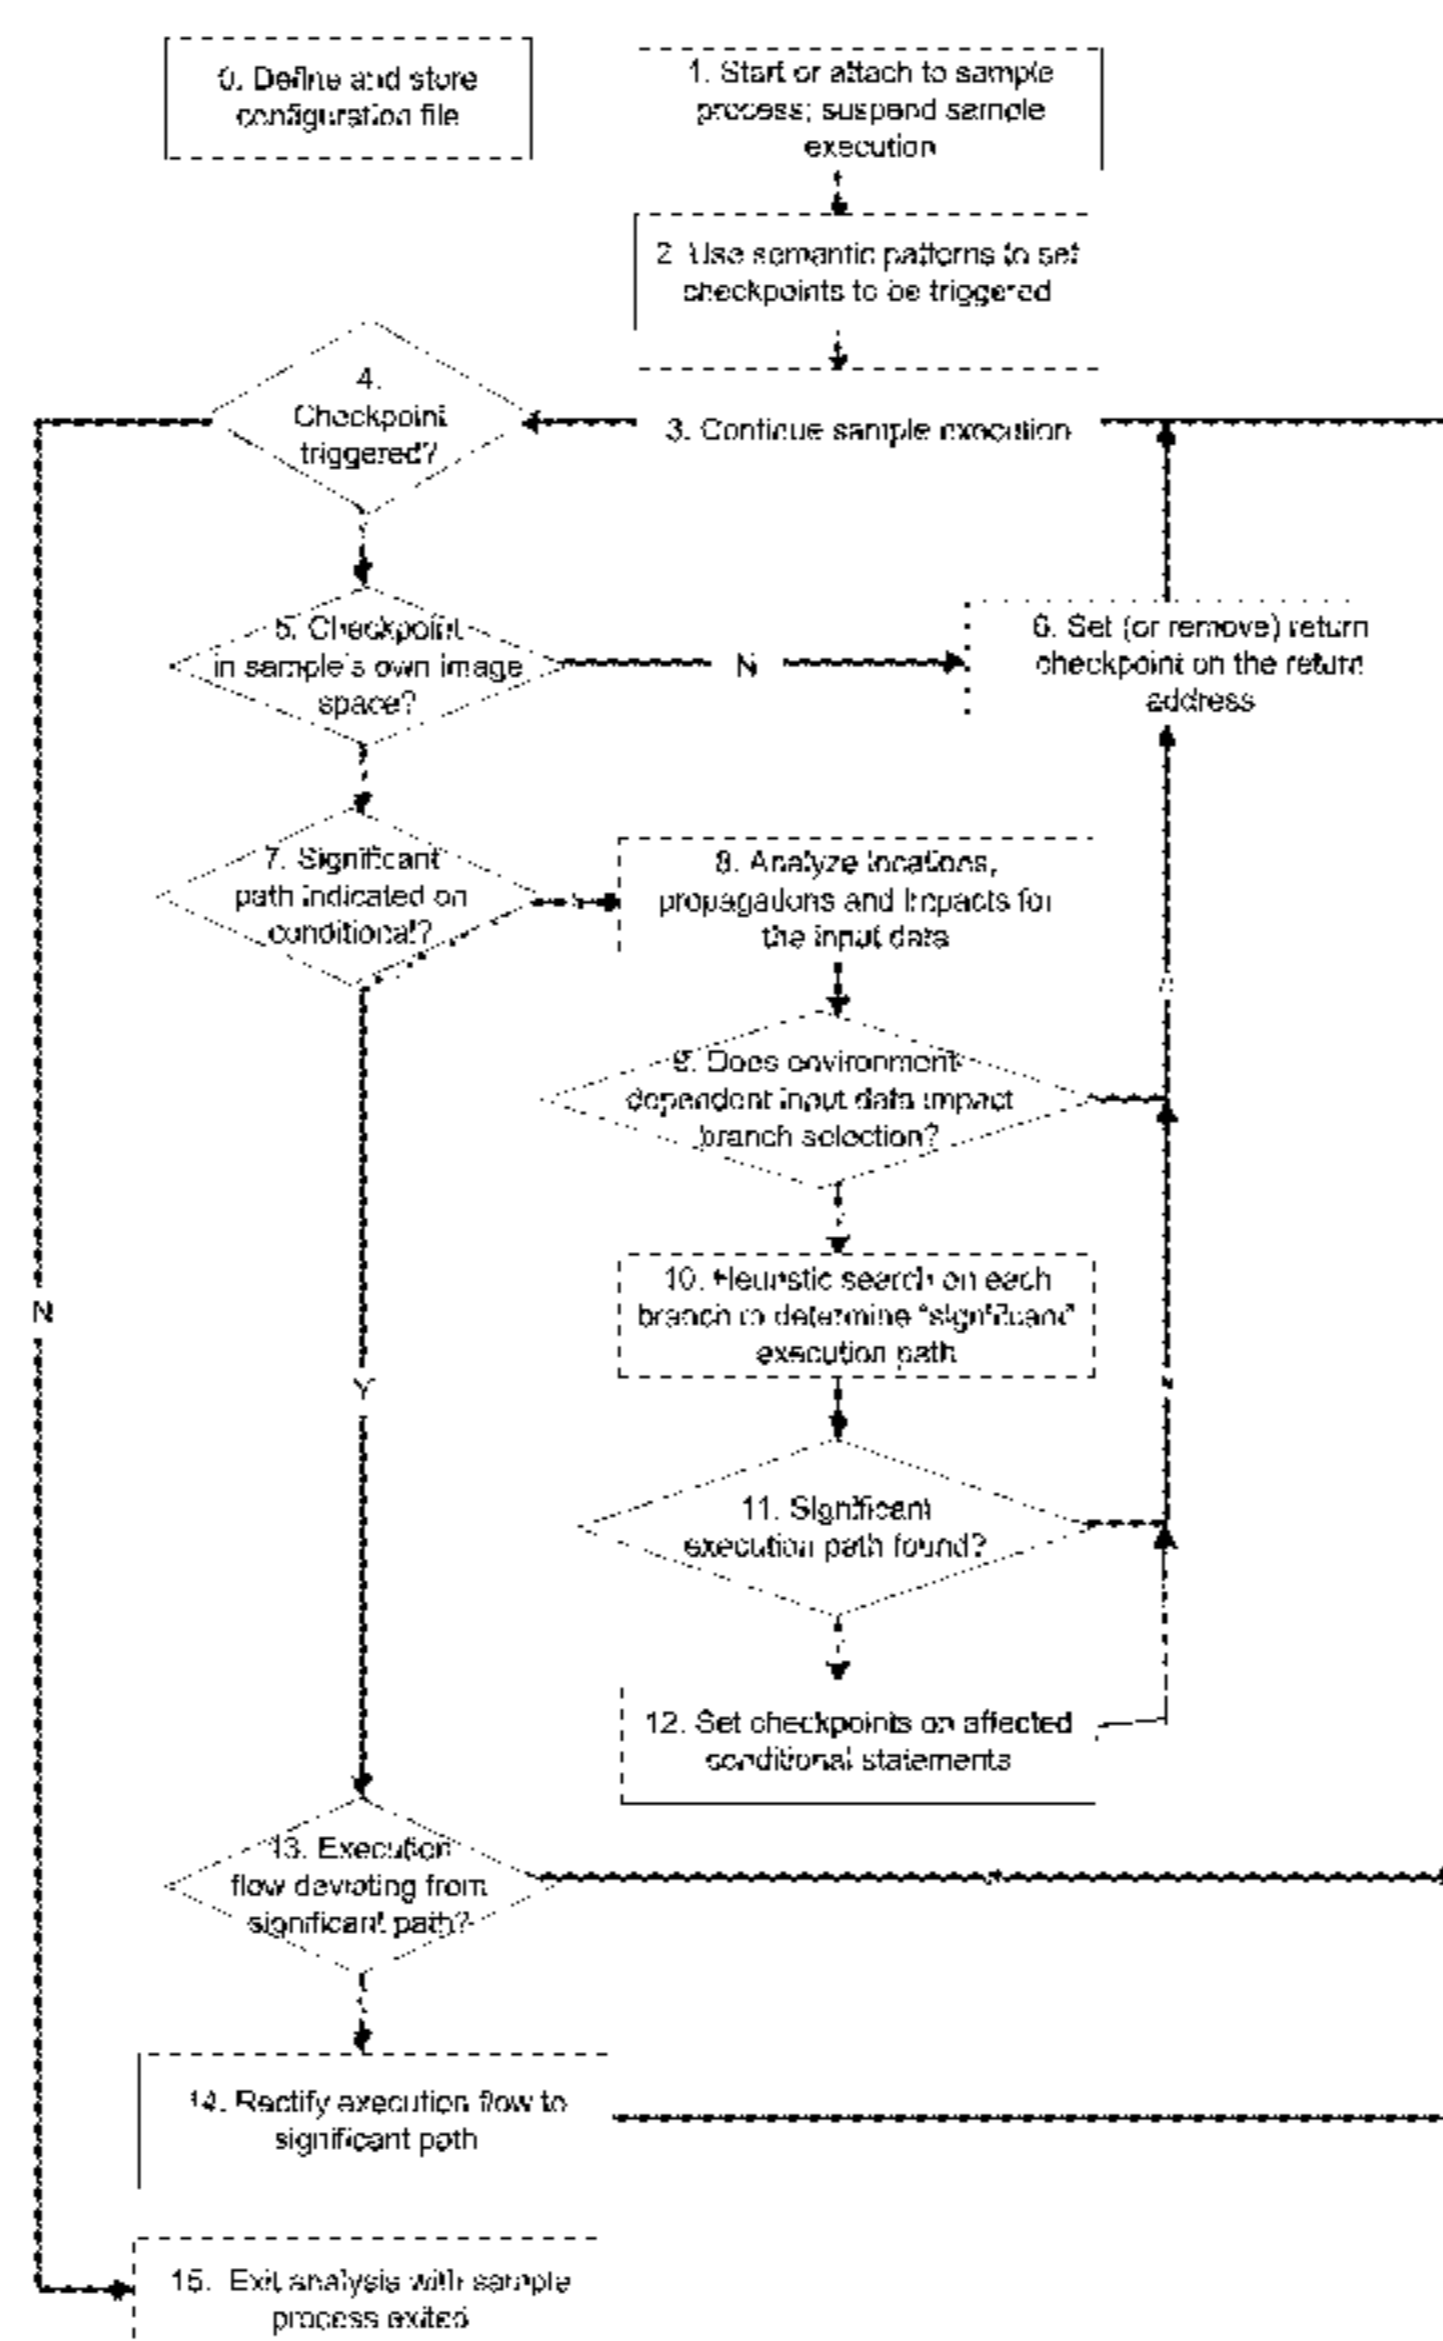 0. Define and store
configuration file
1. Start or attach to sample
process; suspend sample
execution
2. Use semantic patterns to set
checkpoints to be triggered
4.
Checkpoint
triggered?
3. Continue sample execution
5. Checkpoint
in sample's own image
space?
N
6. Set (or remove) return
checkpoint on the return
address
7. Significant
path indicated on
conditional?
8. Analyze locations,
propagations and impacts for
the input data
9. Does environment
dependent input data impact
branch selection?
10. Heuristic search on each
branch to determine "significant"
execution path
N
Y
11. Significant
execution path found?
12. Set checkpoints on affected
conditional statements
13. Execution
flow deviating from
significant path?
14. Rectify execution flow to
significant path
15. Exit analysis with sample
process exited